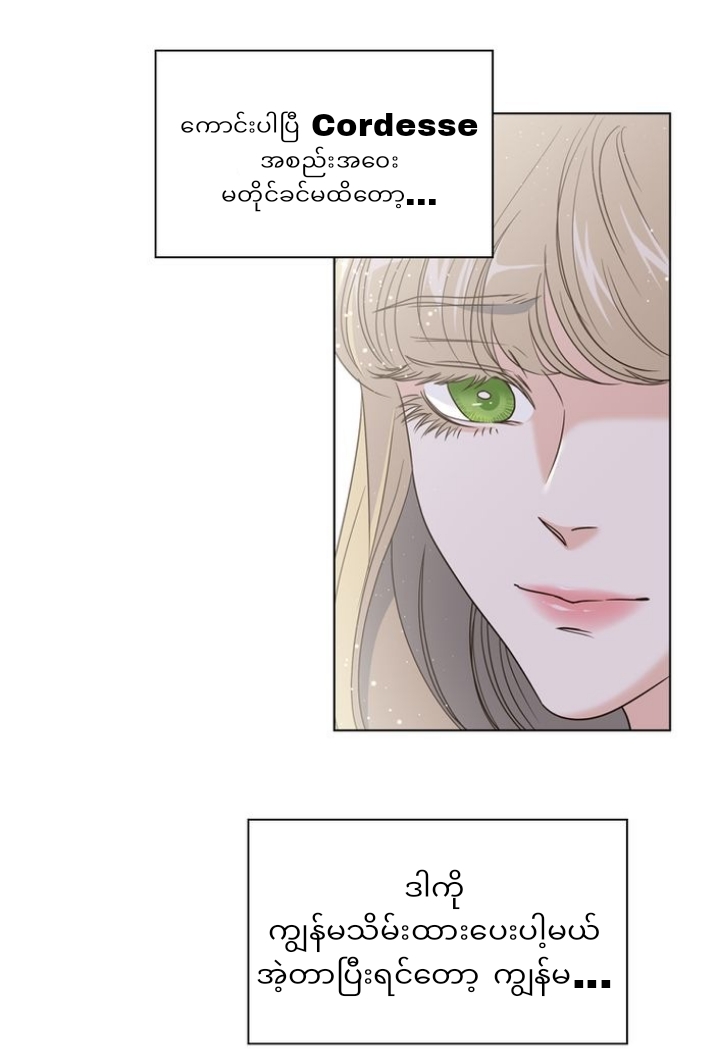 ကောင်းပါပြီ Cordesse
အစည်းအဝေး
မတိုင်ခင်မထိတော့...
ဒါကို
ကျွန်မသိမ်းထားပေးပါ့မယ်
အဲ့တာပြီးရင်တော့ ကျွန်မ...